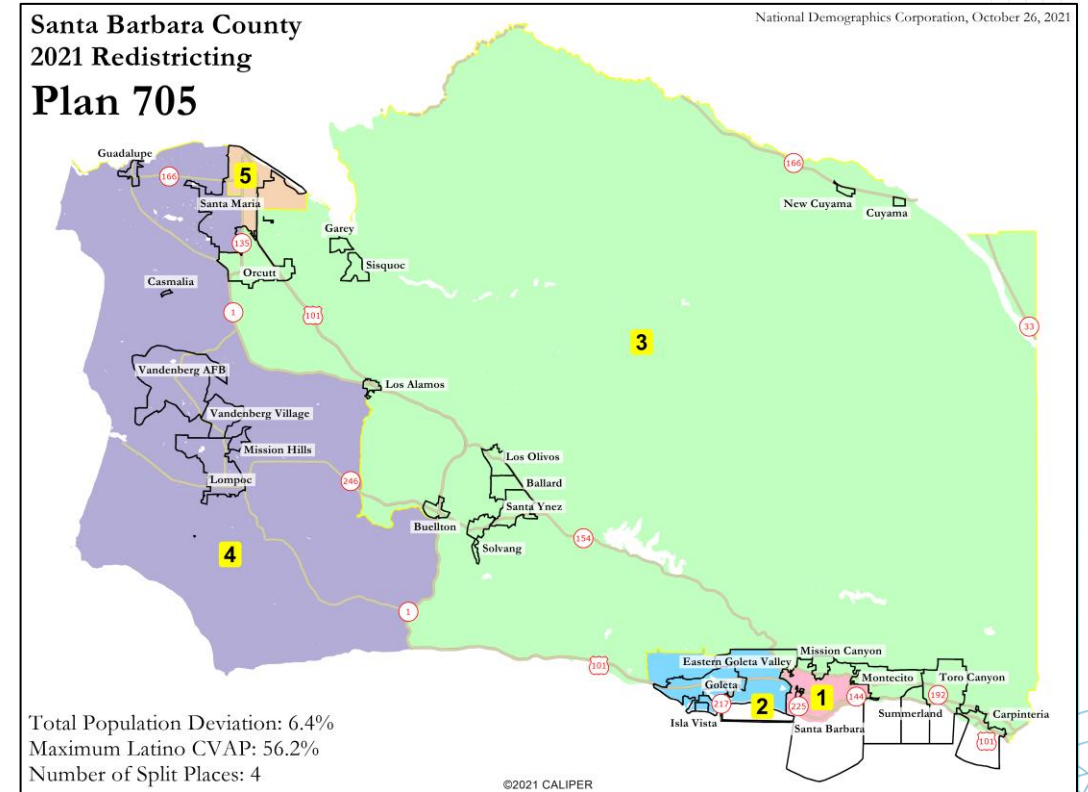 Santa Barbara County
2021 Redistricting
Plan 705
National Demographics Corporation, October 26, 2021
Guadalupe
166
5
Santa Maria
166
New Cuyama
Cuyama
Garey
135
Sisquoc
Orcutt
Casmalia
1
101
33
3
Vandenberg AFB
Los Alamos
Vandenberg Village
Mission Hills
Los Olivos
Lompoc
246
Ballard
Santa Ynez
Buellton
154
Solvang
4
1
Mission Canyon
101
Eastern Goleta Valley
Montecito
Toro Canyon
Goleta
1
144
192
217
2
225
Summerland
Carpinteria
Isla Vista
Santa Barbara
101
Total Population Deviation: 6.4%
Maximum Latino CVAP: 56.2%
Number of Split Places: 4
©2021 CALIPER